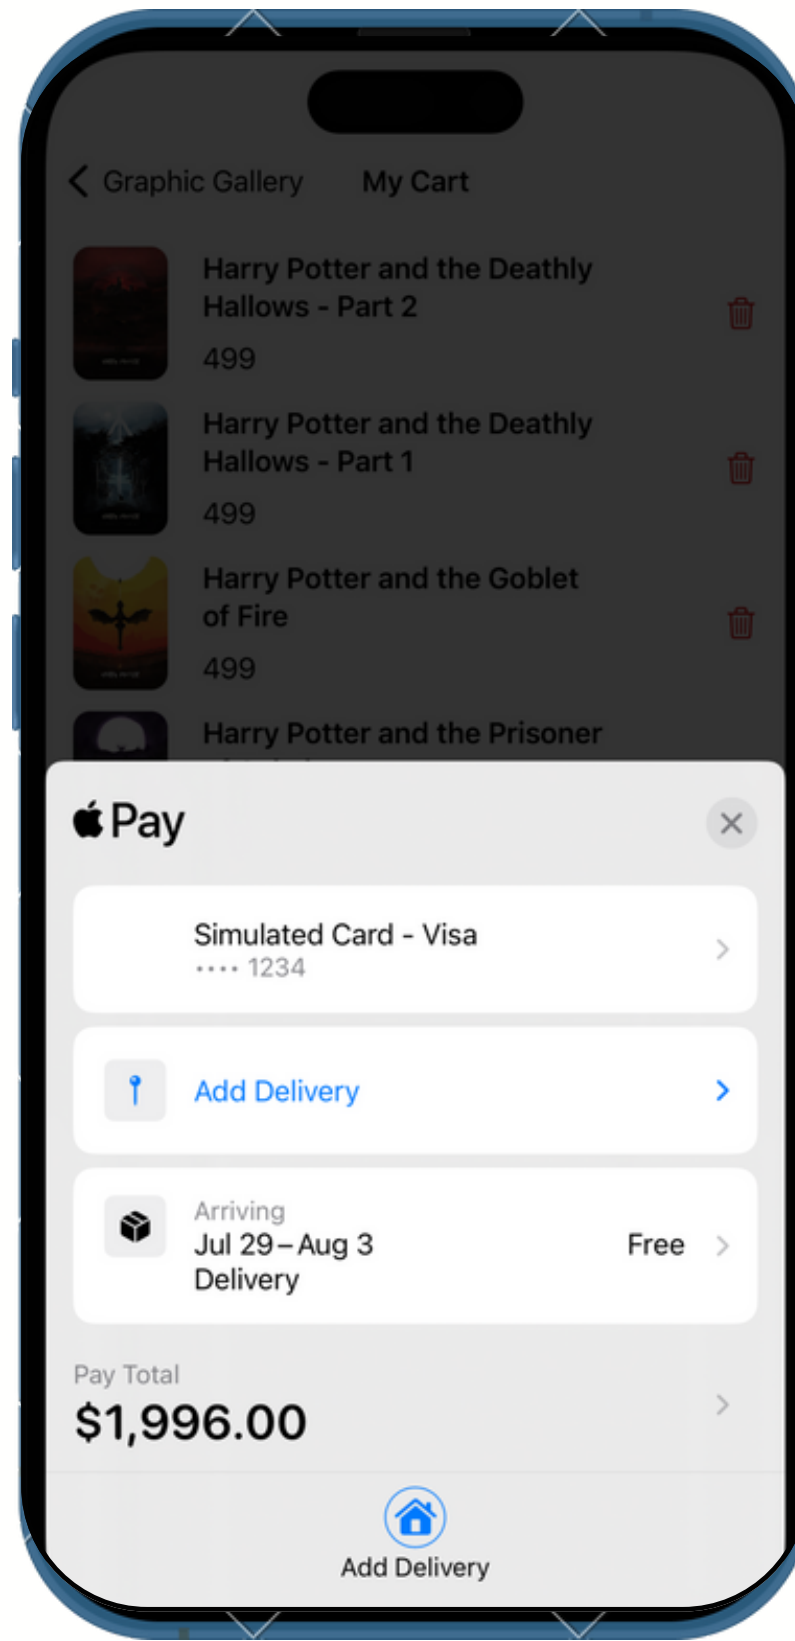 Graphic Gallery My Cart
Harry Potter and the Deathly
Hallows - Part 2
499
Harry Potter and the Deathly
Hallows - Part 1
499
Harry Potter and the Goblet
of Fire
499
Harry Potter and the Prisoner
Pay
Simulated Card - Visa
•••• 1234
Add Delivery
Arriving
Jul 29–Aug 3
Free
Delivery
Pay Total
$1,996.00
Add Delivery